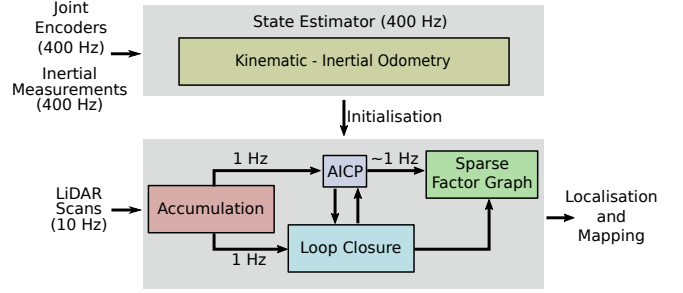 Joint
Encoders
(400 Hz)
Inertial
Measurements
(400 Hz)
State Estimator (400 Hz)
Kinematic - Inertial Odometry
Initialisation
LiDAR
Scans
(10 Hz)
Accumulation
1 Hz
1 Hz
AICP
~1 Hz
Loop Closure
Sparse
Factor Graph
Localisation
and
Mapping